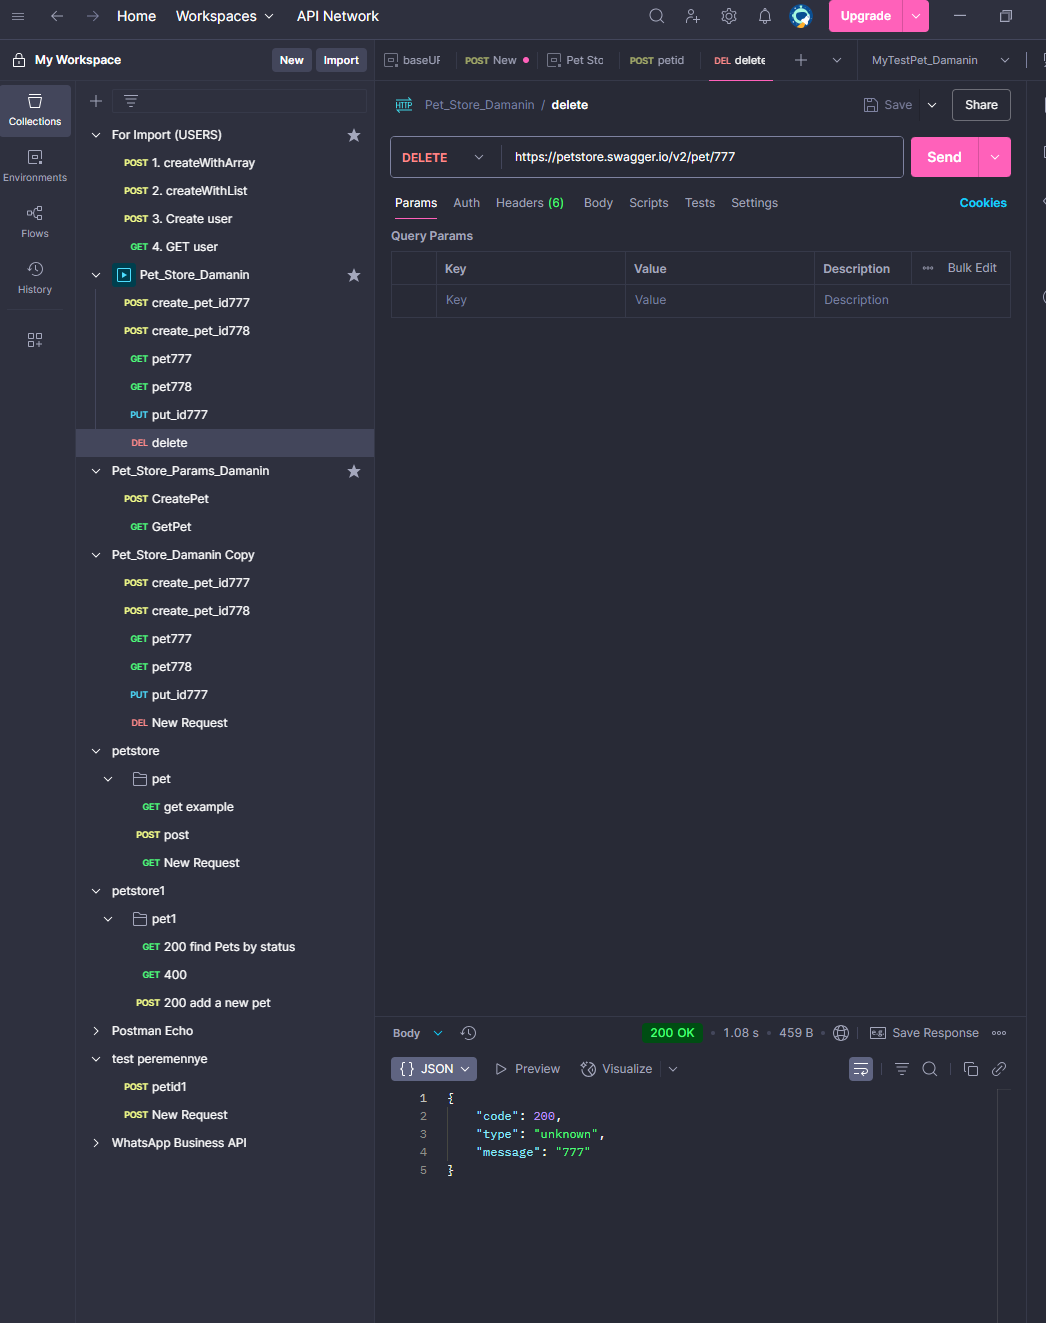 Home Workspaces API Network Upgrade
My Workspace New Import
POST New Pet Sto POST petid DEL delete MyTestPet_Damanin
Collections
Environments
Flows
History
For Import (USERS)
POST 1. createWithArray
POST 2. createWithList
POST 3. Create user
GET 4. GET user
Pet_Store_Damanin
POST create_pet_id777
POST create_pet_id778
GET pet777
GET pet778
PUT put_id777
DEL delete
Pet_Store_Params_Damanin
POST CreatePet
GET GetPet
Pet_Store_Damanin Copy
POST create_pet_id777
POST create_pet_id778
GET pet777
GET pet778
PUT put_id777
DEL New Request
petstore
pet
GET get example
POST post
GET New Request
petstore1
pet1
GET 200 find Pets by status
GET 400
POST 200 add a new pet
Postman Echo
test peremennye
POST petid1
POST New Request
WhatsApp Business API
HTTP Pet_Store_Damanin / delete Save Share
DELETE https://petstore.swagger.io/v2/pet/777 Send
Params Auth Headers (6) Body Scripts Tests Settings Cookies
Query Params
Key Value Description Bulk Edit
Key Value Description
Body 200 OK 1.08 s 459 B e.g. Save Response
{} JSON Preview Visualize
1 {
2 "code": 200,
3 "type": "unknown",
4 "message": "777"
5 }